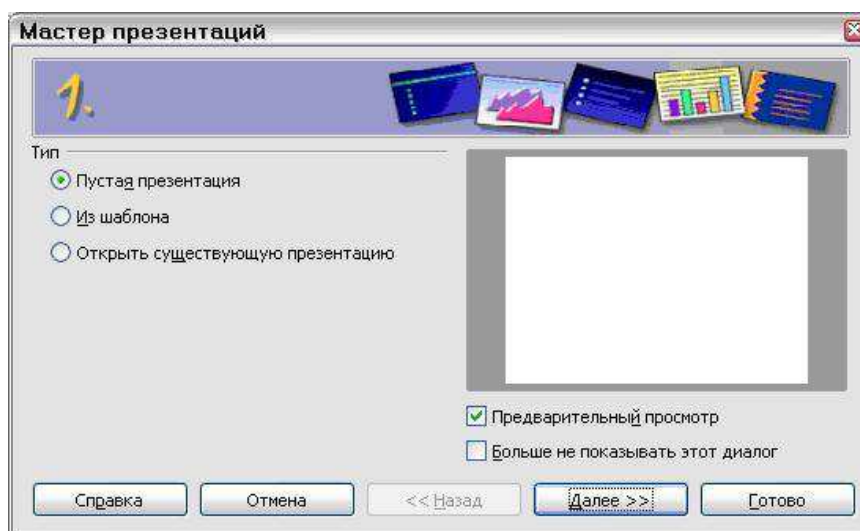 Мастер презентаций
1.
Тип
Пустая презентация
Из шаблона
Открыть существующую презентацию
Предварительный просмотр
Больше не показывать этот диалог
Справка
Отмена
<< Назад
Далее >>
Готово